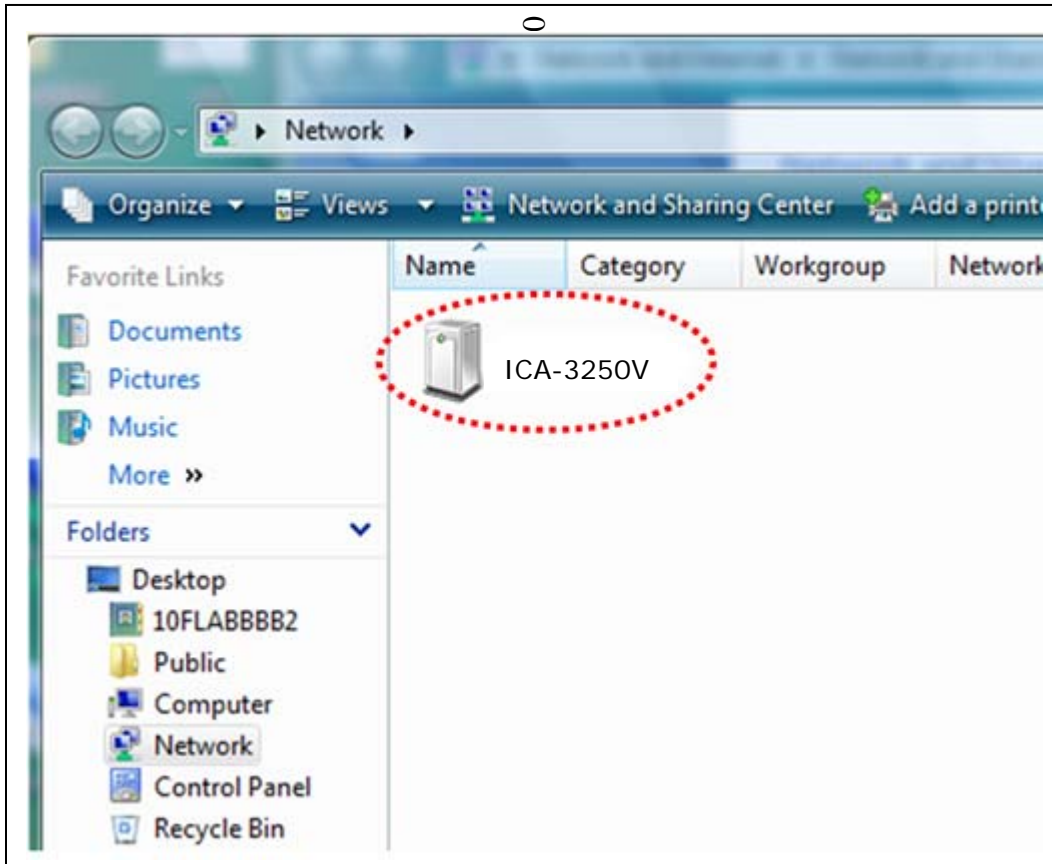 Network
Organize Views Network and Sharing Center Add a printe
Favorite Links
Name Category Workgroup Network
Documents
Pictures
ICA-3250V
Music
More »
Folders
Desktop
10FLABBBB2
Public
Computer
Network
Control Panel
Recycle Bin